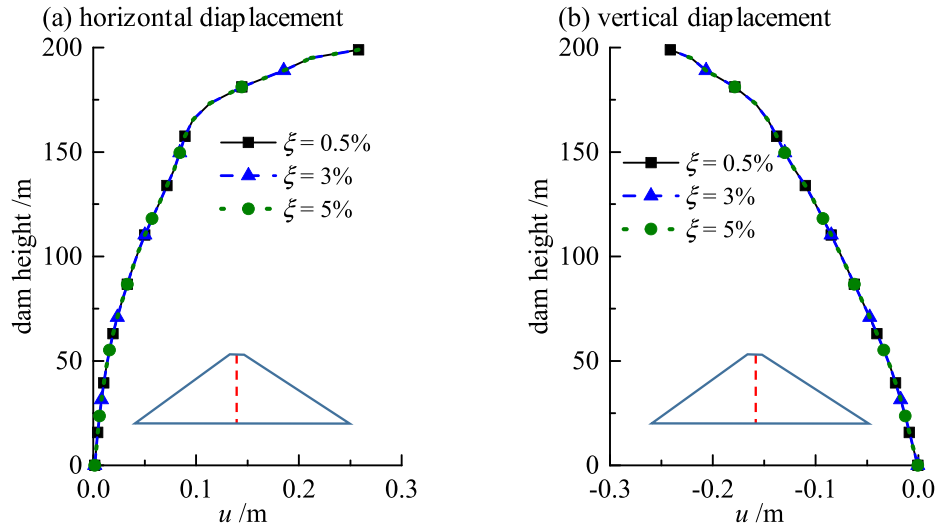 (a) horizontal diaplacement
200
150
100
50
0
dam height /m
ξ = 0.5%
ξ = 3%
ξ = 5%
0.0 0.1 0.2 0.3
u /m
(b) vertical diaplacement
200
150
100
50
0
dam height /m
ξ = 0.5%
ξ = 3%
ξ = 5%
-0.3 -0.2 -0.1 0.0
u /m